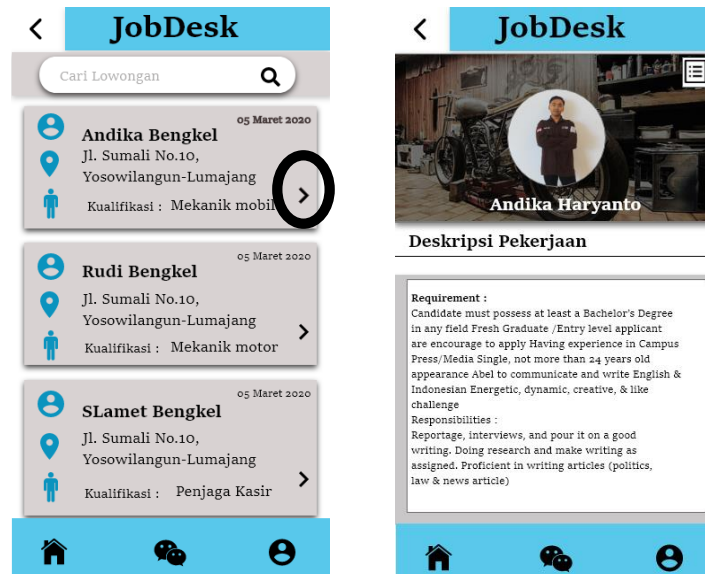 JobDesk
Cari Lowongan
05 Maret 2020
Andika Bengkel
Jl. Sumali No.10,
Yosowilangun-Lumajang
Kualifikasi : Mekanik mobil
05 Maret 2020
Rudi Bengkel
Jl. Sumali No.10,
Yosowilangun-Lumajang
Kualifikasi : Mekanik motor
05 Maret 2020
SLamet Bengkel
Jl. Sumali No.10,
Yosowilangun-Lumajang
Kualifikasi : Penjaga Kasir
JobDesk
Andika Haryanto
Deskripsi Pekerjaan
Requirement :
Candidate must possess at least a Bachelor's Degree
in any field Fresh Graduate /Entry level applicant
are encourage to apply Having experience in Campus
Press/Media Single, not more than 24 years old
appearance Abel to communicate and write English &
Indonesian Energetic, dynamic, creative, & like
challenge
Responsibilities :
Reportage, interviews, and pour it on a good
writing. Doing research and make writing as
assigned. Proficient in writing articles (politics,
law & news article)